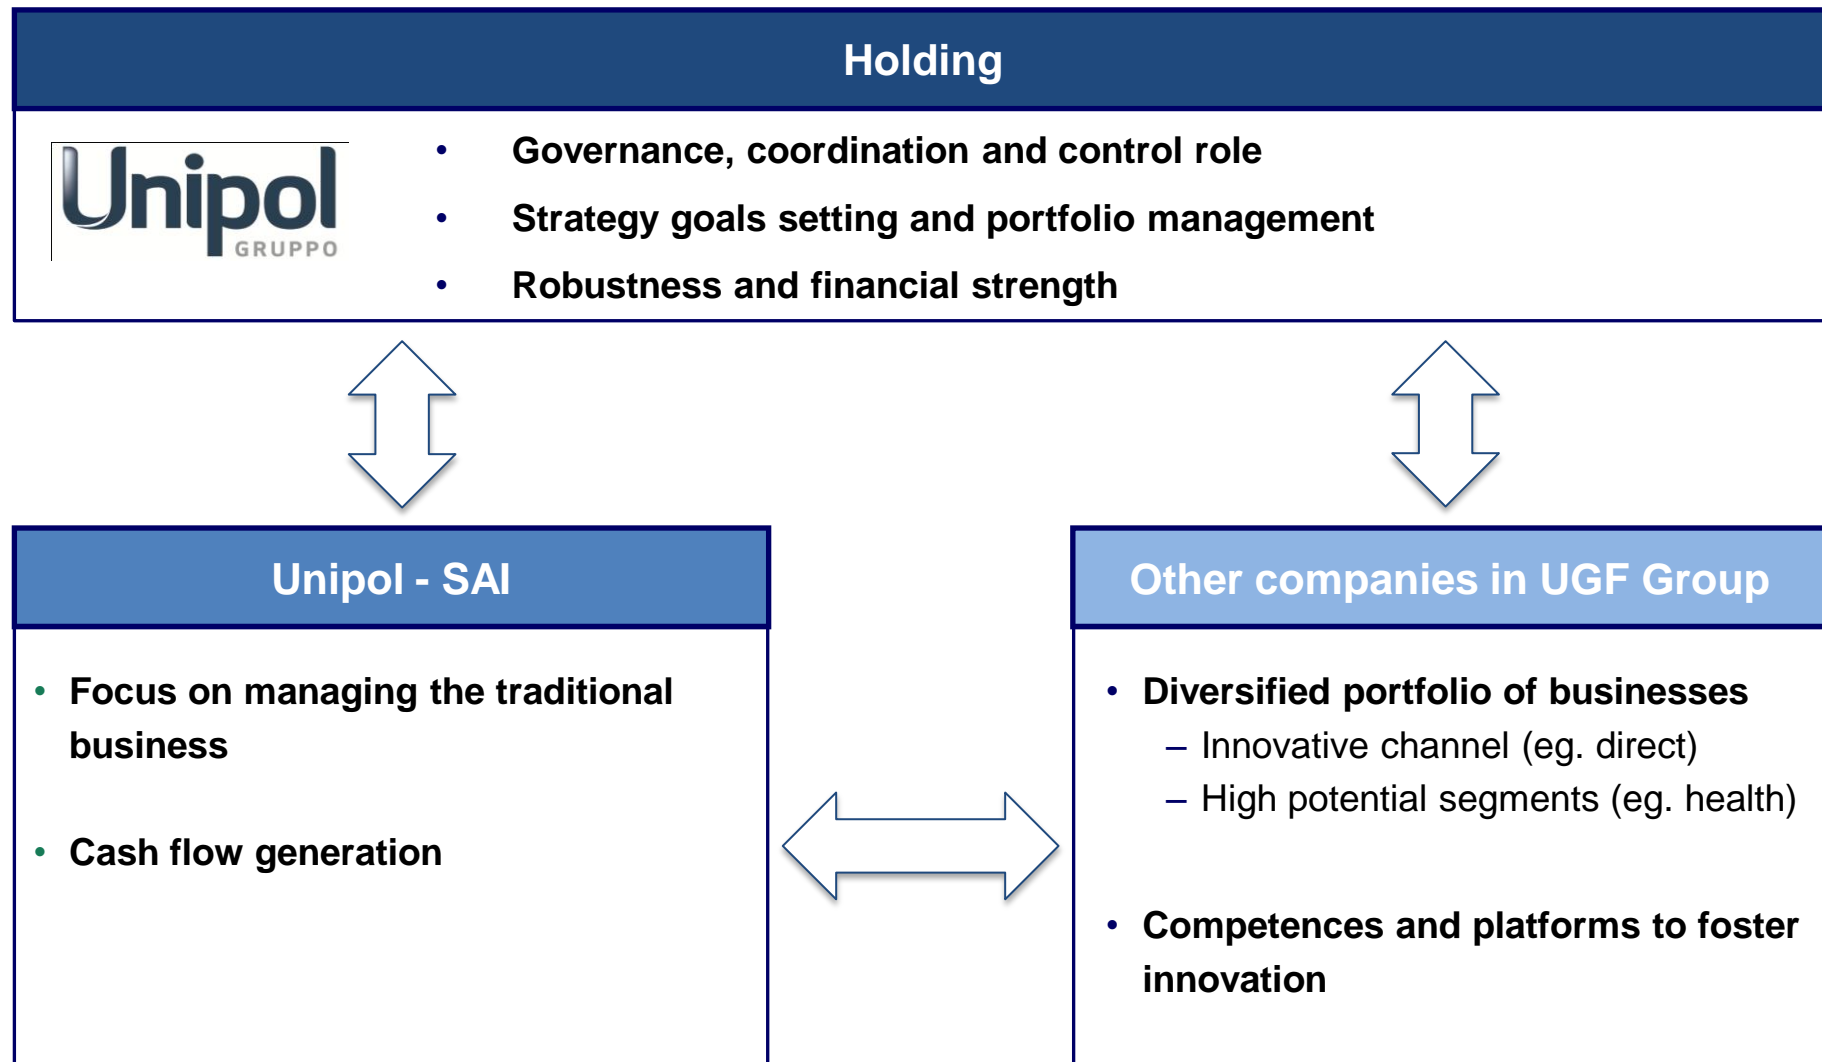 Holding
Unipol
GRUPPO
• Governance, coordination and control role
• Strategy goals setting and portfolio management
• Robustness and financial strength
Unipol - SAI
• Focus on managing the traditional
business
• Cash flow generation
Other companies in UGF Group
• Diversified portfolio of businesses
– Innovative channel (eg. direct)
– High potential segments (eg. health)
• Competences and platforms to foster
innovation